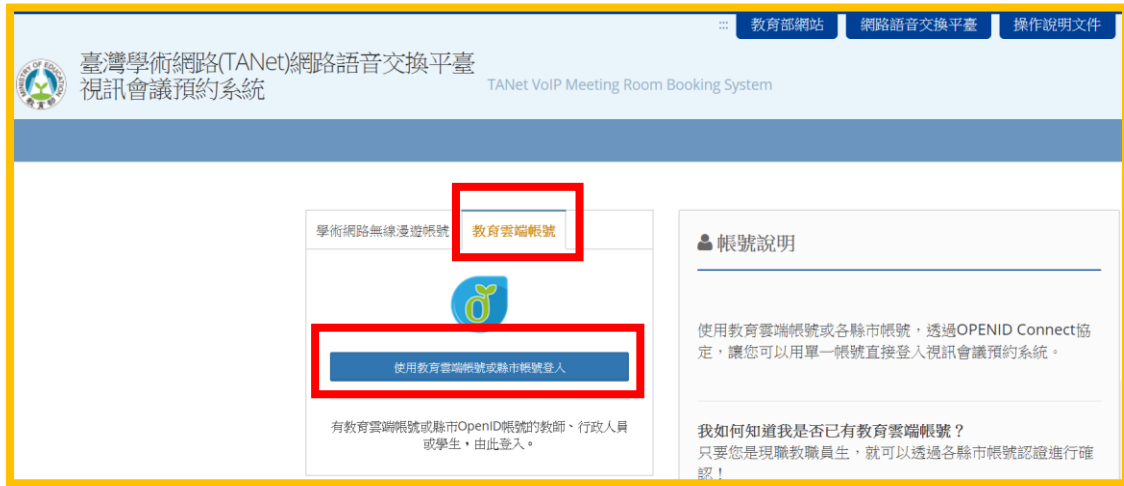 ::: 教育部網站 網路語音交換平臺 操作說明文件
臺灣學術網路(TANet)網路語音交換平臺
視訊會議預約系統
TANet VoIP Meeting Room Booking System
學術網路無線漫遊帳號 教育雲端帳號
使用教育雲端帳號或縣市帳號登入
有教育雲端帳號或縣市OpenID帳號的教師、行政人員
或學生，由此登入。
帳號說明
使用教育雲端帳號或各縣市帳號，透過OPENID Connect協
定，讓您可以用單一帳號直接登入視訊會議預約系統。
我如何知道我是否已有教育雲端帳號？
只要您是現職教職員生，就可以透過各縣市帳號認證進行確
認！